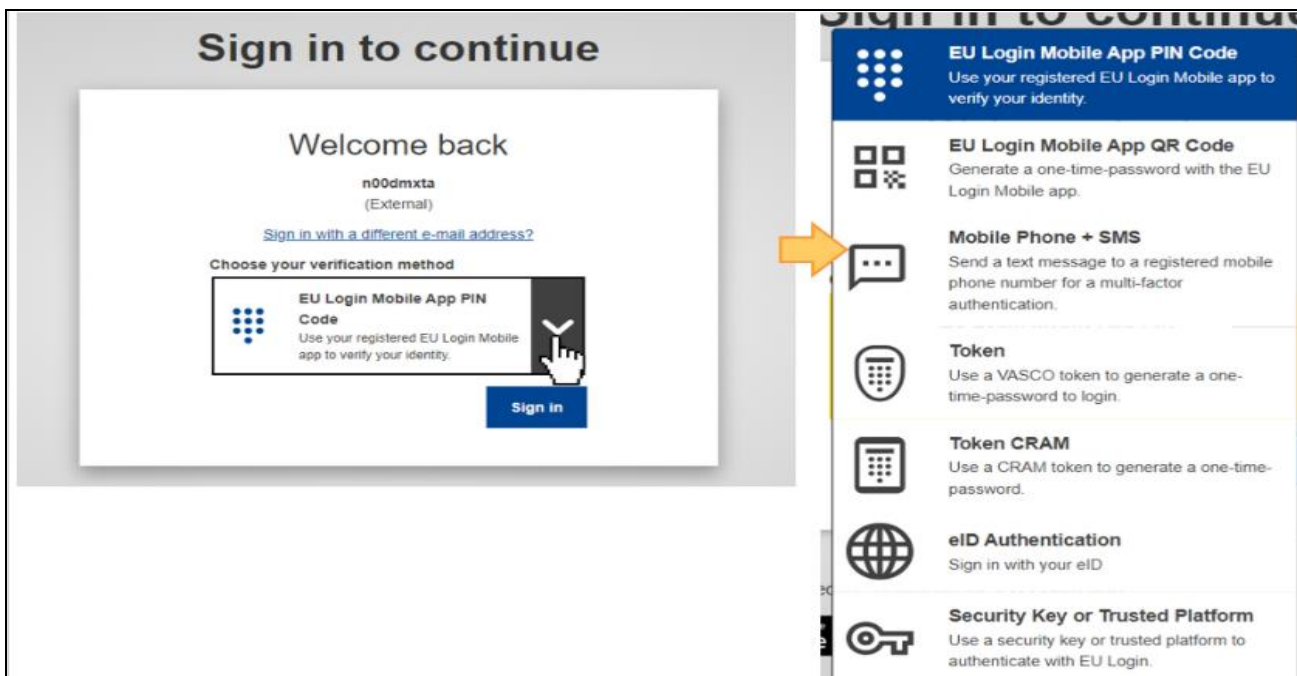 Sign in to continue
Welcome back
n00dmxta
(External)
Sign in with a different e-mail address?
Choose your verification method
EU Login Mobile App PIN
Code
Use your registered EU Login Mobile
app to verify your identity.
Sign in
Sign in to continue
EU Login Mobile App PIN Code
Use your registered EU Login Mobile app to
verify your identity.
EU Login Mobile App QR Code
Generate a one-time-password with the EU
Login Mobile app.
Mobile Phone + SMS
Send a text message to a registered mobile
phone number for a multi-factor
authentication.
Token
Use a VASCO token to generate a one-
time-password to login.
Token CRAM
Use a CRAM token to generate a one-time-
password.
eID Authentication
Sign in with your eID
Security Key or Trusted Platform
Use a security key or trusted platform to
authenticate with EU Login.